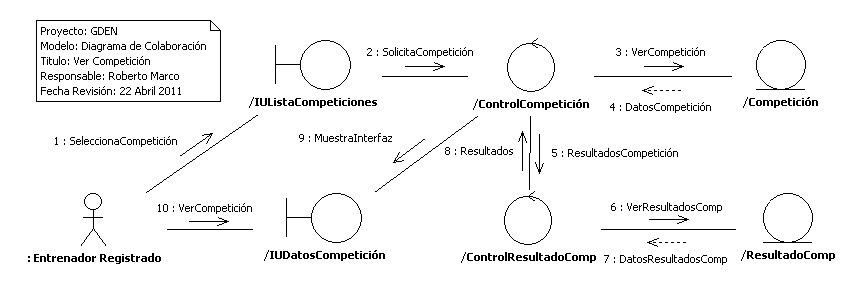 Proyecto: GDEN
Modelo: Diagrama de Colaboración
Titulo: Ver Competición
Responsable: Roberto Marco
Fecha Revisión: 22 Abril 2011
2 : SolicitaCompetición
3 : VerCompetición
/IUListaCompeticiones
/ControlCompetición
/Competición
4 : DatosCompetición
1 : SeleccionaCompetición
9 : MuestraInterfaz
8 : Resultados
5 : ResultadosCompetición
10 : VerCompetición
6 : VerResultadosComp
: Entrenador Registrado
/IUDatosCompetición
/ControlResultadoComp
7 : DatosResultadosComp
/ResultadoComp